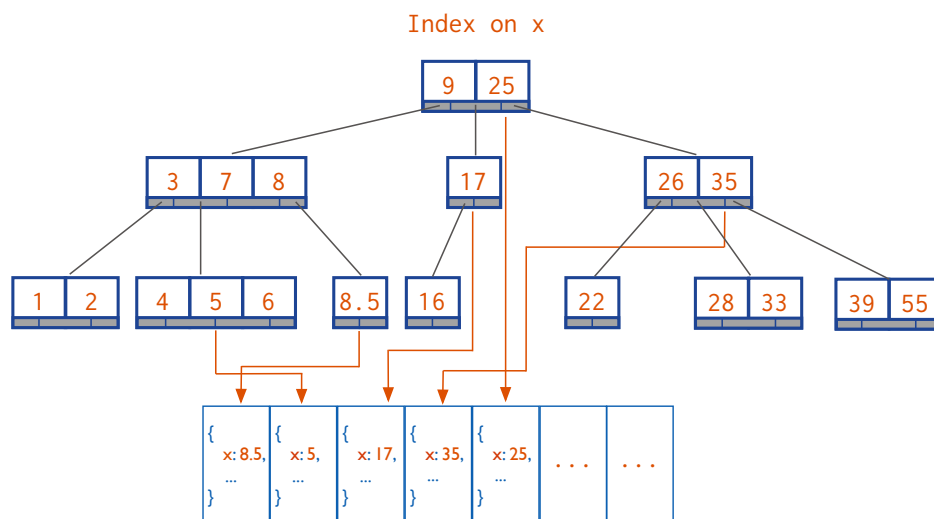 Index on x
9 25
3 7 8 17 26 35
1 2 4 5 6 8.5 16 22 28 33 39 55
{ { { { {
x: 8.5, x: 5, x: 17, x: 35, x: 25, ... ...
... ... ... ... ...
} } } } }